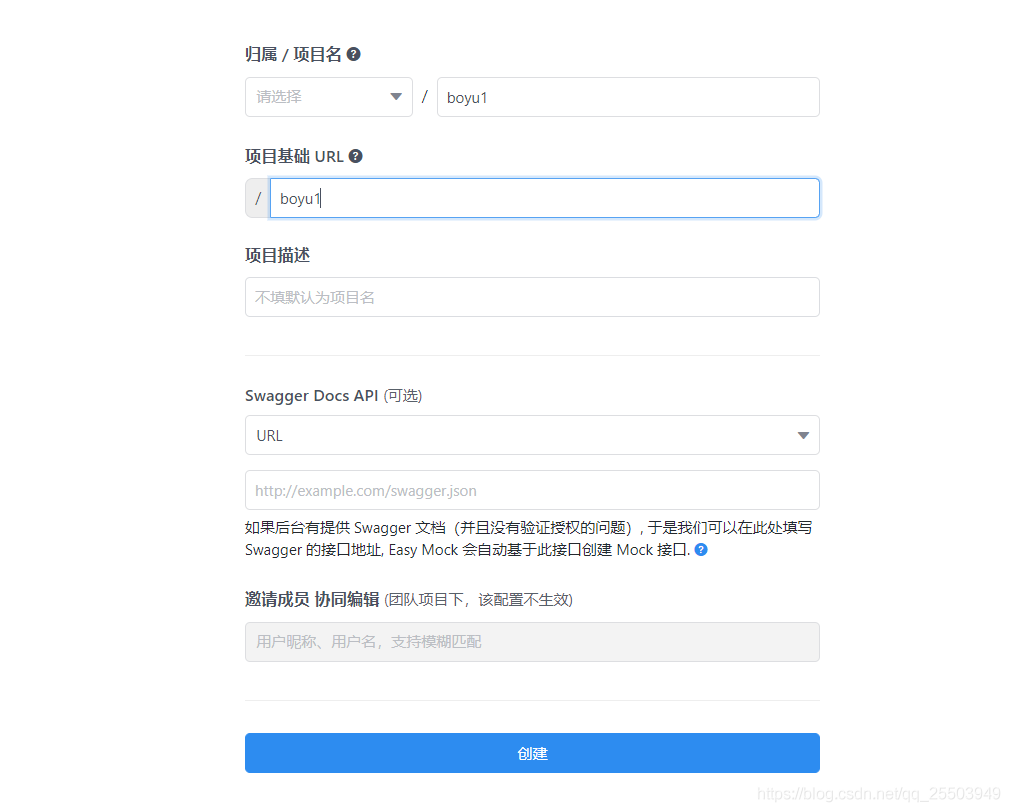 归属 / 项目名 ?
请选择 / boyu1
项目基础 URL ?
/ boyu1
项目描述
不填默认为项目名
Swagger Docs API (可选)
URL
http://example.com/swagger.json
如果后台有提供 Swagger 文档（并且没有验证授权的问题）, 于是我们可以在此处填写
Swagger 的接口地址, Easy Mock 会自动基于此接口创建 Mock 接口. ?
邀请成员 协同编辑 (团队项目下，该配置不生效)
用户昵称、用户名，支持模糊匹配
创建
https://blog.csdn.net/qq_25503949